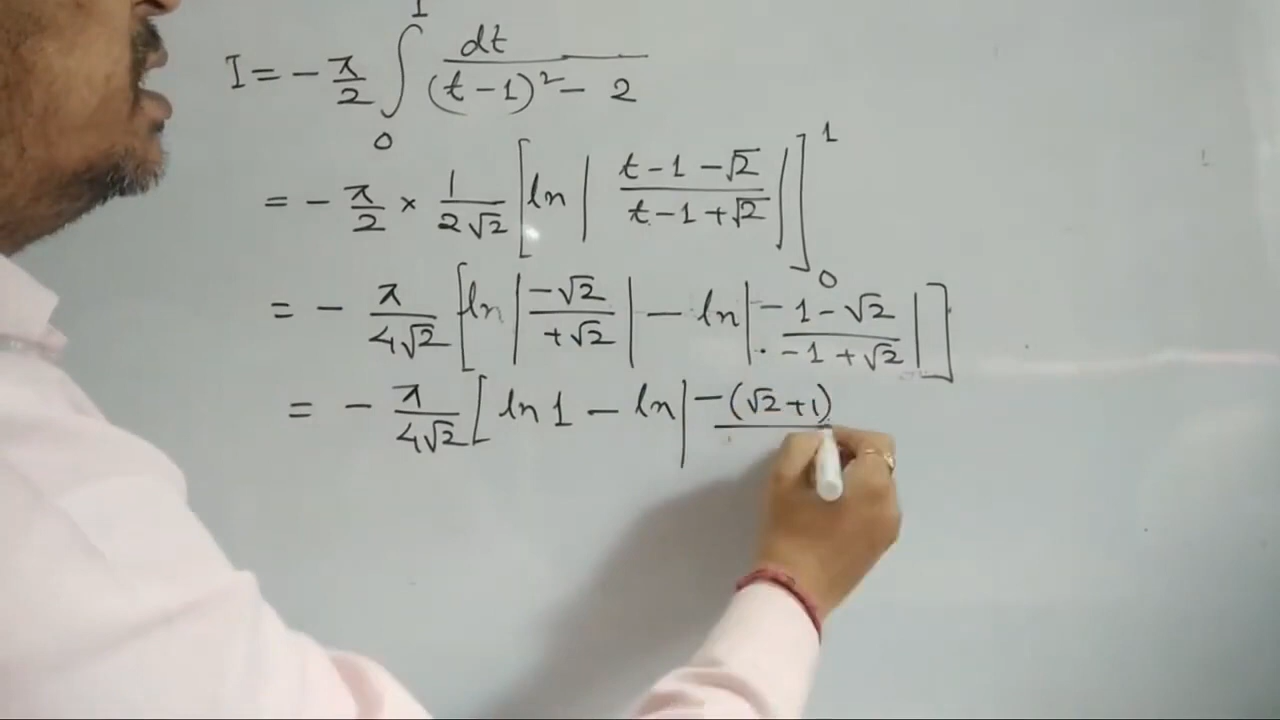 I = - π/2 ∫₀¹ dt/((t-1)² - 2)
= - π/2 × 1/(2√2) [ln | (t-1-√2)/(t-1+√2) |]₀¹
= - π/(4√2) [ln | -√2/+√2 | - ln | (-1-√2)/(-1+√2) |]
= - π/(4√2) [ ln 1 - ln | -(√2+1)